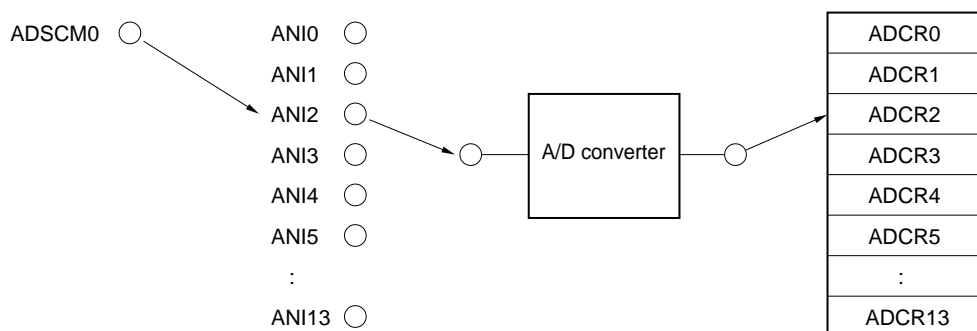 ADSCM0
ANI0
ANI1
ANI2
ANI3
ANI4
ANI5
:
ANI13
A/D converter
ADCR0
ADCR1
ADCR2
ADCR3
ADCR4
ADCR5
:
ADCR13